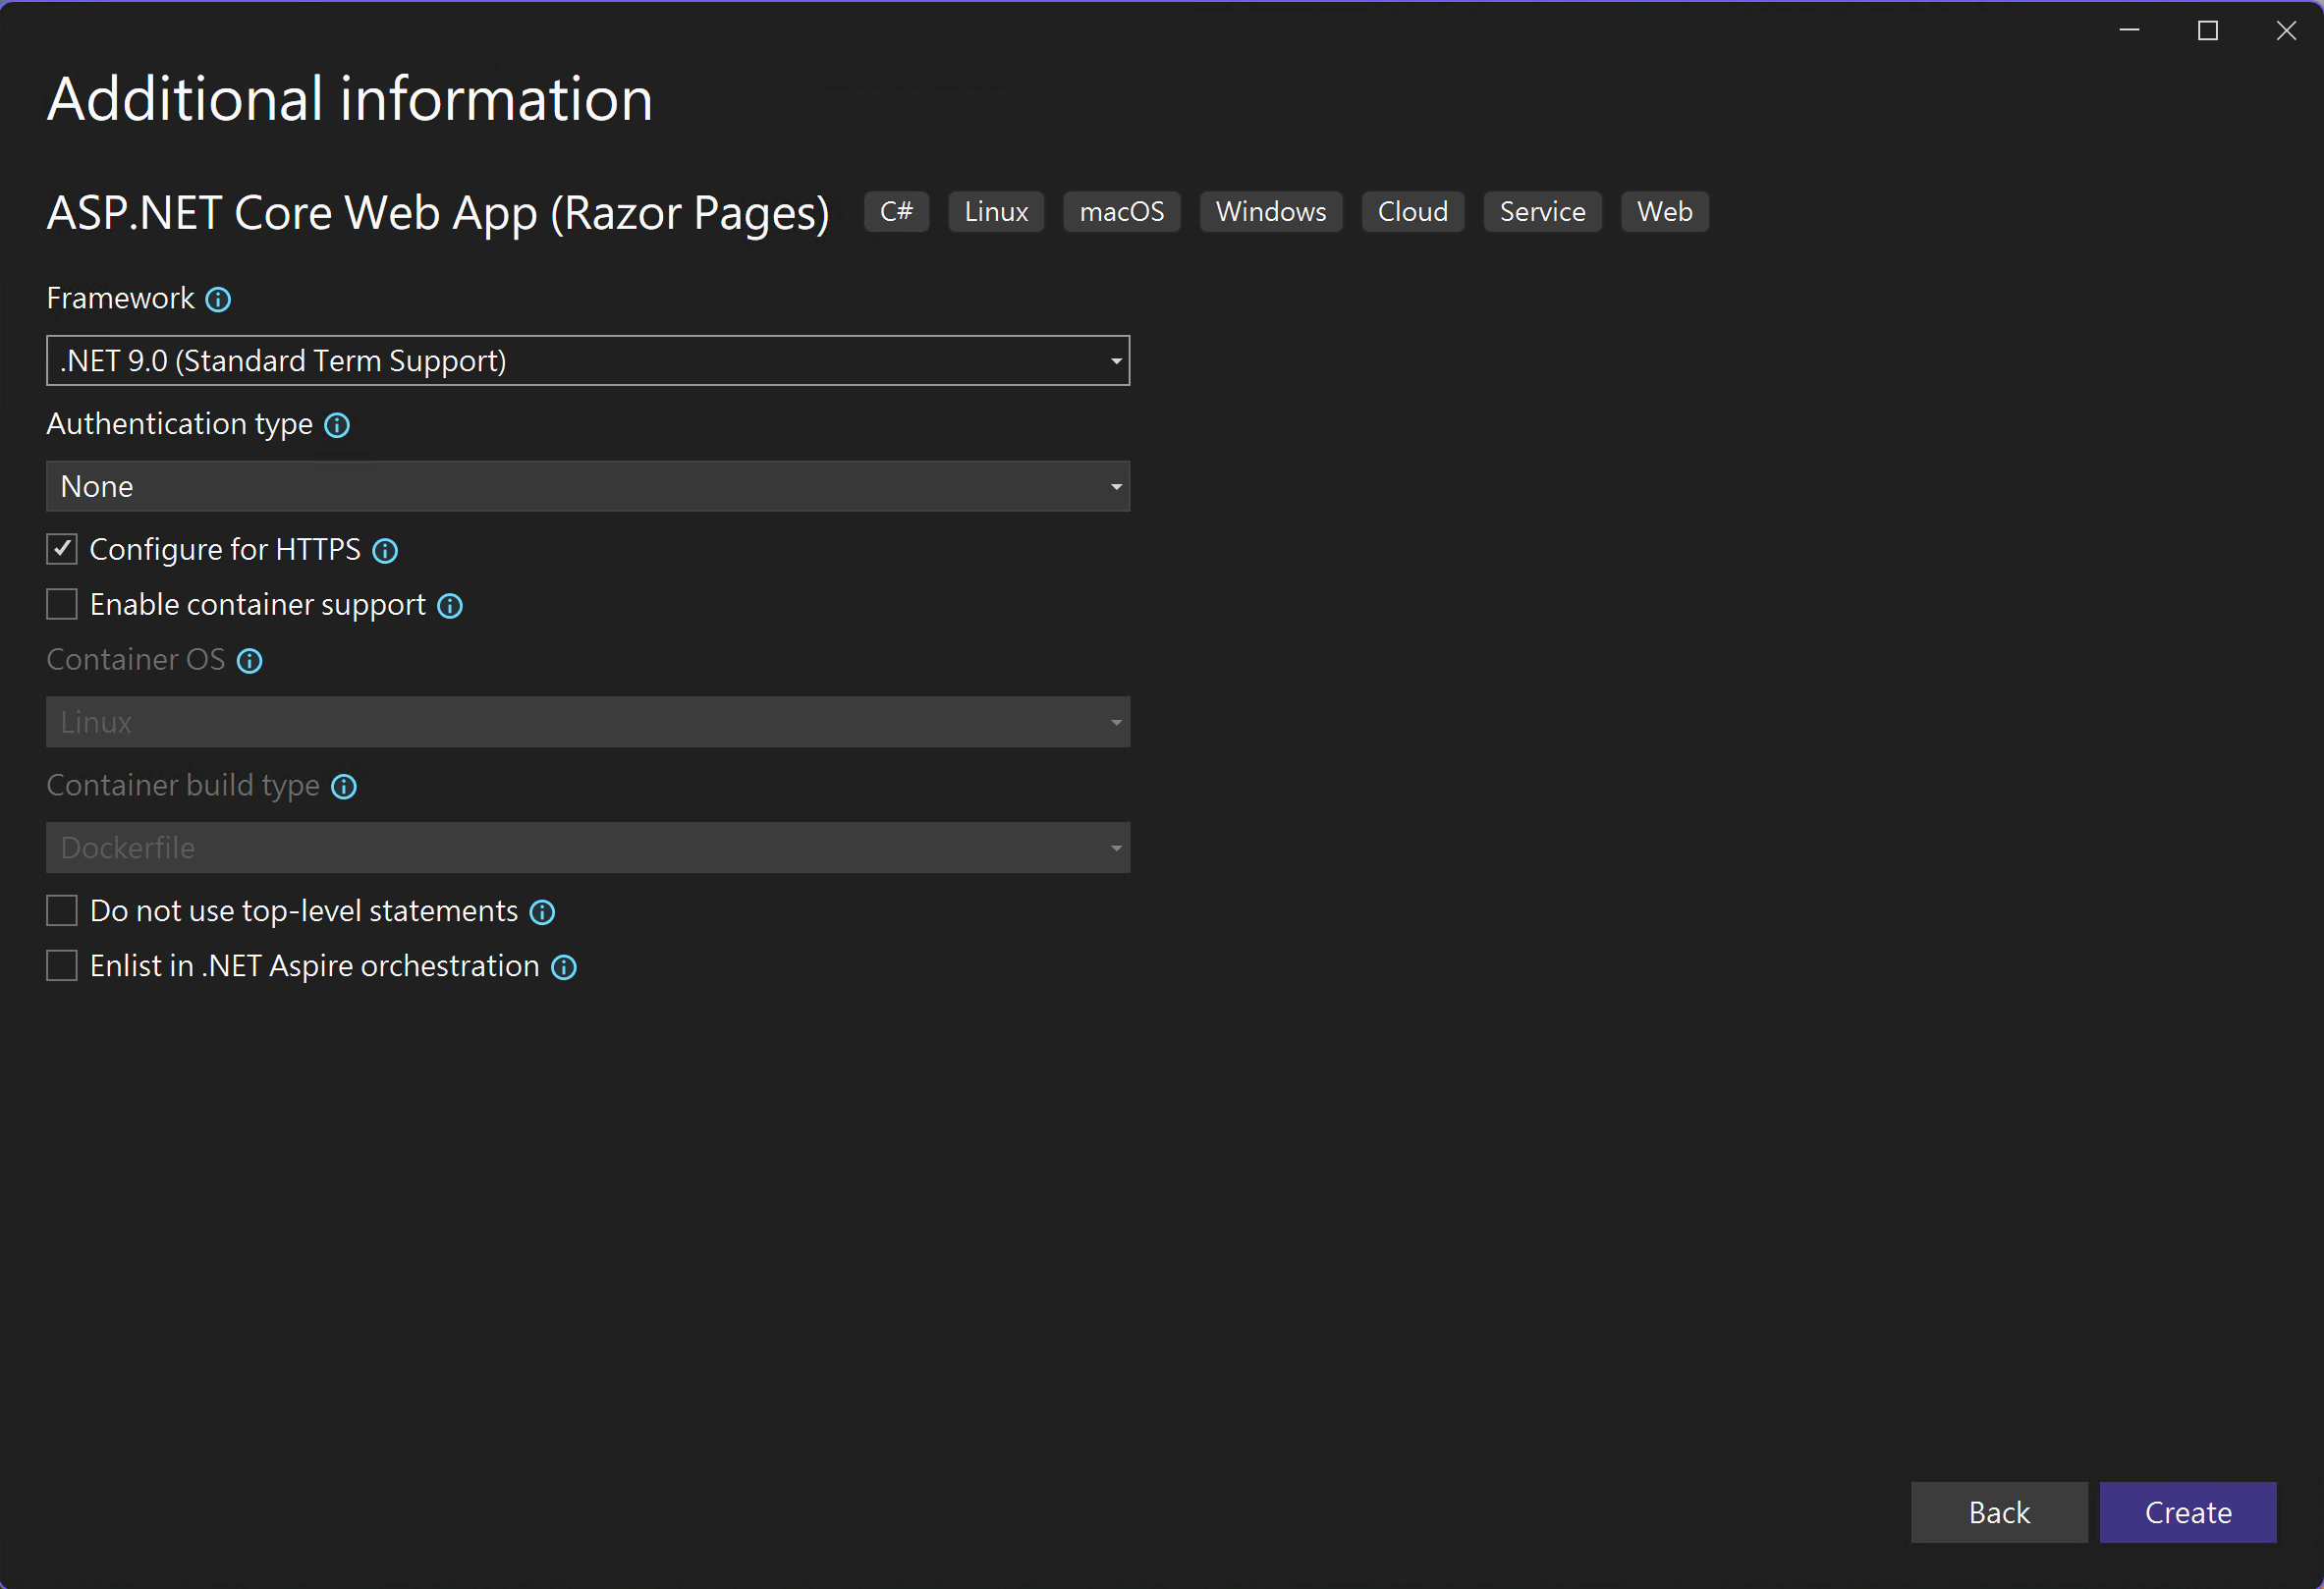 Additional information
ASP.NET Core Web App (Razor Pages) C# Linux macOS Windows Cloud Service Web
Framework
.NET 9.0 (Standard Term Support)
Authentication type
None
Configure for HTTPS
Enable container support
Container OS
Linux
Container build type
Dockerfile
Do not use top-level statements
Enlist in .NET Aspire orchestration
Back Create